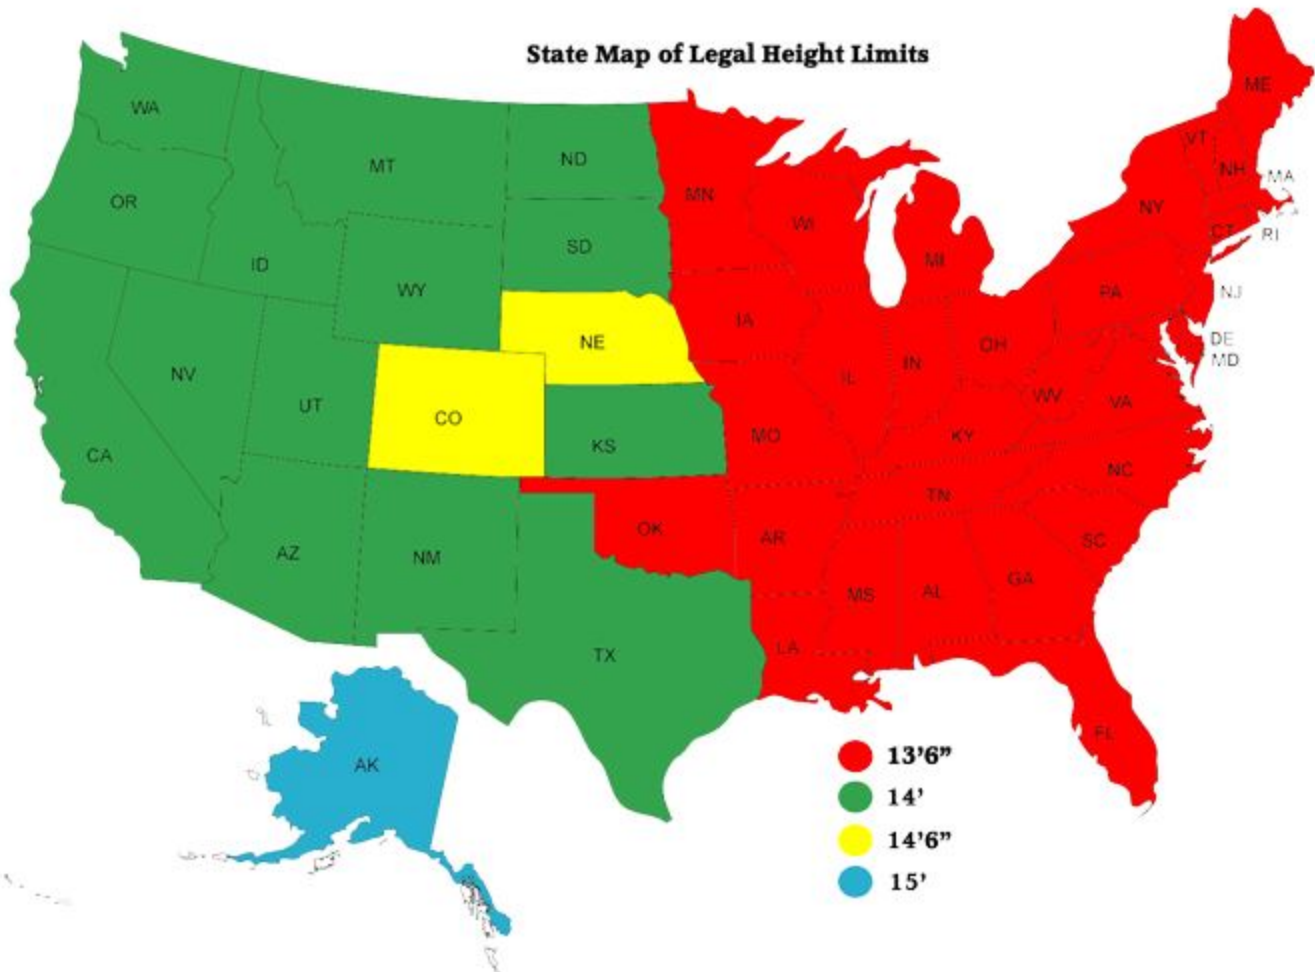 State Map of Legal Height Limits
ME
WA
VT
MT
ND
NH
MA
MN
OR
NY
WI
CT
RI
SD
MI
ID
WY
PA
NJ
IA
NE
DE
OH
MD
IN
NV
IL
UT
WV
VA
CO
KY
MO
KS
CA
NC
TN
OK
AR
SC
AZ
NM
GA
MS
AL
LA
TX
FL
AK
13'6”
14'
14'6”
15'